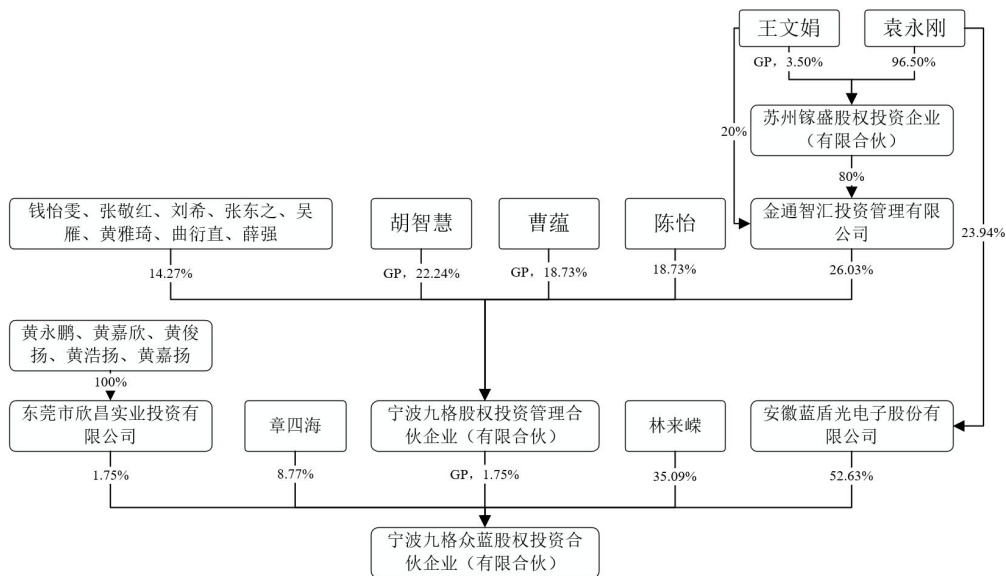 王文娟
袁永刚
GP，3.50%
96.50%
20%
苏州镓盛股权投资企业
（有限合伙）
80%
钱怡雯、张敬红、刘希、张东之、吴
雁、黄雅琦、曲衍直、薛强
胡智慧
曹蕴
陈怡
金通智汇投资管理有限
公司
23.94%
14.27%
GP，22.24%
GP，18.73%
18.73%
26.03%
黄永鹏、黄嘉欣、黄俊
扬、黄浩扬、黄嘉扬
100%
东莞市欣昌实业投资有
限公司
章四海
宁波九格股权投资管理合
伙企业（有限合伙）
林来嵘
安徽蓝盾光电子股份有
限公司
1.75%
8.77%
GP，1.75%
35.09%
52.63%
宁波九格众蓝股权投资合
伙企业（有限合伙）